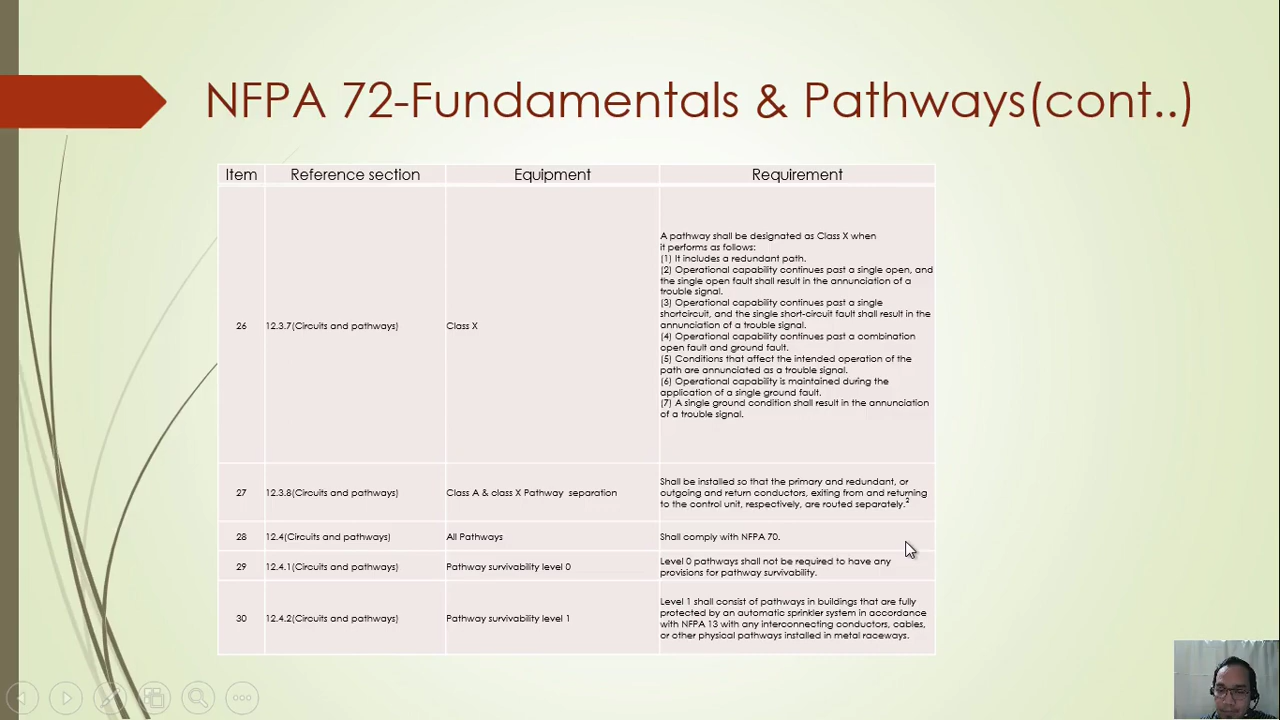 NFPA 72-Fundamentals & Pathways(cont..)
Item Reference section Equipment Requirement
26 12.3.7(Circuits and pathways) Class X
A pathway shall be designated as Class X when
it performs as follows:
(1) It includes a redundant path.
(2) Operational capability continues past a single open, and
the single open fault shall result in the annunciation of a
trouble signal.
(3) Operational capability continues past a single
shortcircuit, and the single short-circuit fault shall result in the
annunciation of a trouble signal.
(4) Operational capability continues past a combination
open fault and ground fault.
(5) Conditions that affect the intended operation of the
path are annunciated as a trouble signal.
(6) Operational capability is maintained during the
application of a single ground fault.
(7) A single ground condition shall result in the annunciation
of a trouble signal.
27 12.3.8(Circuits and pathways) Class A & class X Pathway separation
Shall be installed so that the primary and redundant, or
outgoing and return conductors, exiting from and returning
to the control unit, respectively, are routed separately.²
28 12.4(Circuits and pathways) All Pathways Shall comply with NFPA 70.
29 12.4.1(Circuits and pathways) Pathway survivability level 0
Level 0 pathways shall not be required to have any
provisions for pathway survivability.
30 12.4.2(Circuits and pathways) Pathway survivability level 1
Level 1 shall consist of pathways in buildings that are fully
protected by an automatic sprinkler system in accordance
with NFPA 13 with any interconnecting conductors, cables,
or other physical pathways installed in metal raceways.